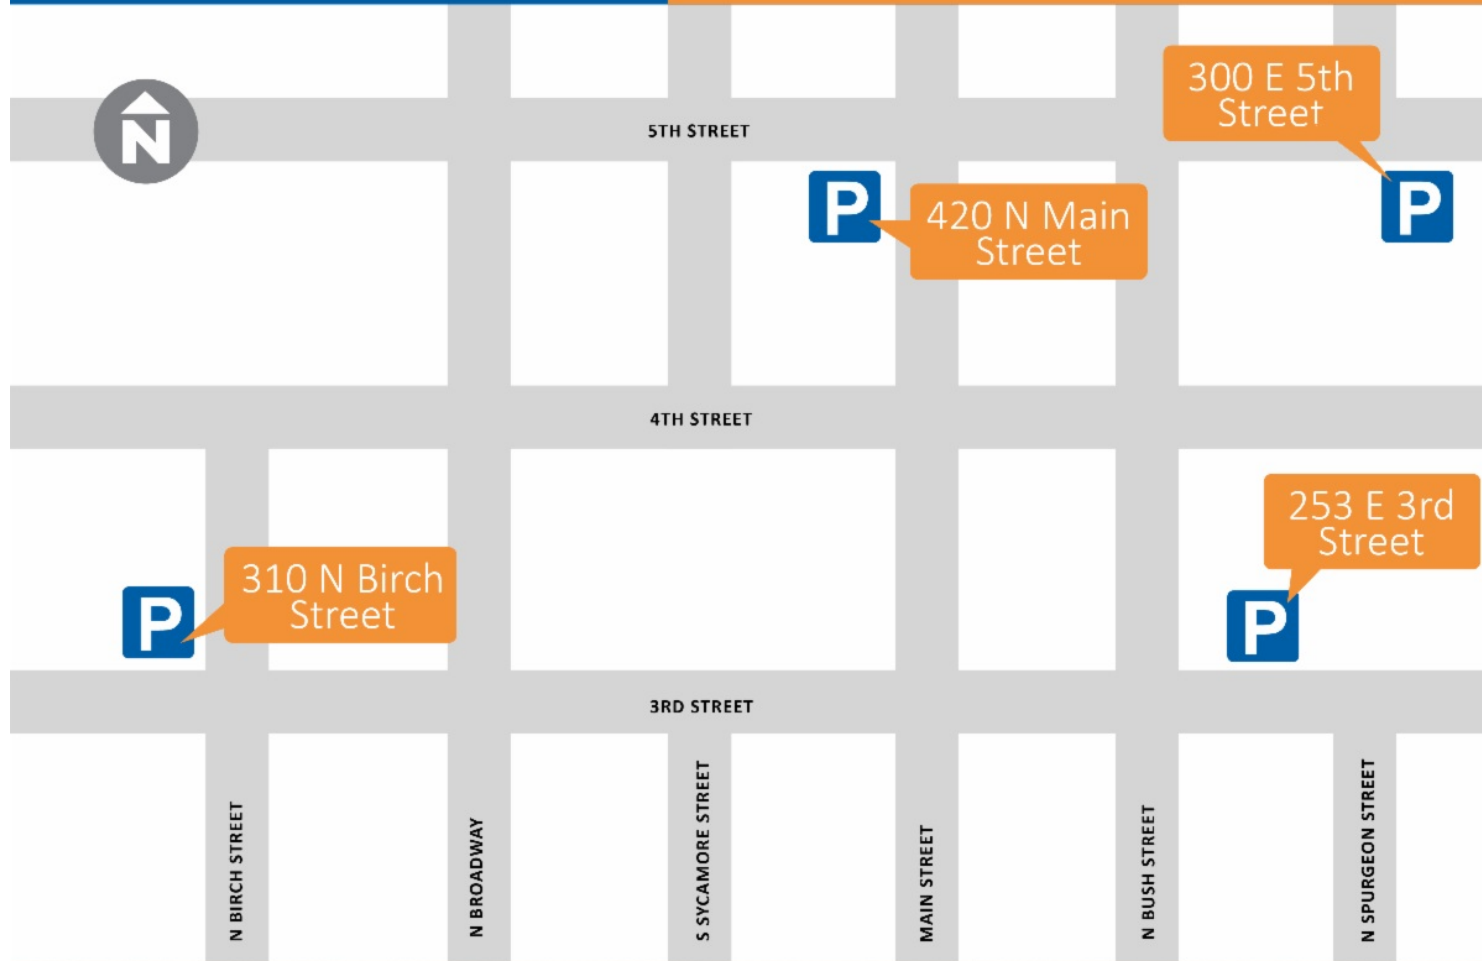 300 E 5th
Street
N
5TH STREET
P
P
420 N Main
Street
4TH STREET
253 E 3rd
Street
310 N Birch
Street
P
P
3RD STREET
N BIRCH STREET
N BROADWAY
S SYCAMORE STREET
MAIN STREET
N BUSH STREET
N SPURGEON STREET